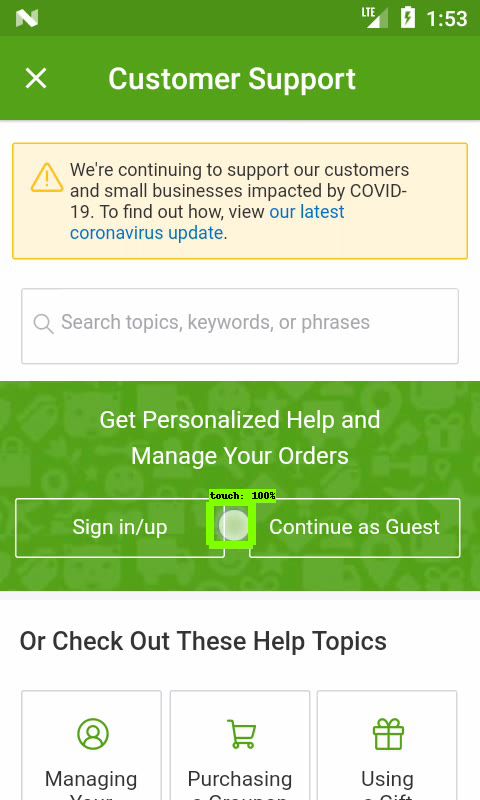 LTE 1:53
Customer Support
We're continuing to support our customers
and small businesses impacted by COVID-
19. To find out how, view our latest
coronavirus update.
Search topics, keywords, or phrases
Get Personalized Help and
Manage Your Orders
touch: 100%
Sign in/up Continue as Guest
Or Check Out These Help Topics
Managing Purchasing Using
Your a Groupon a Gift